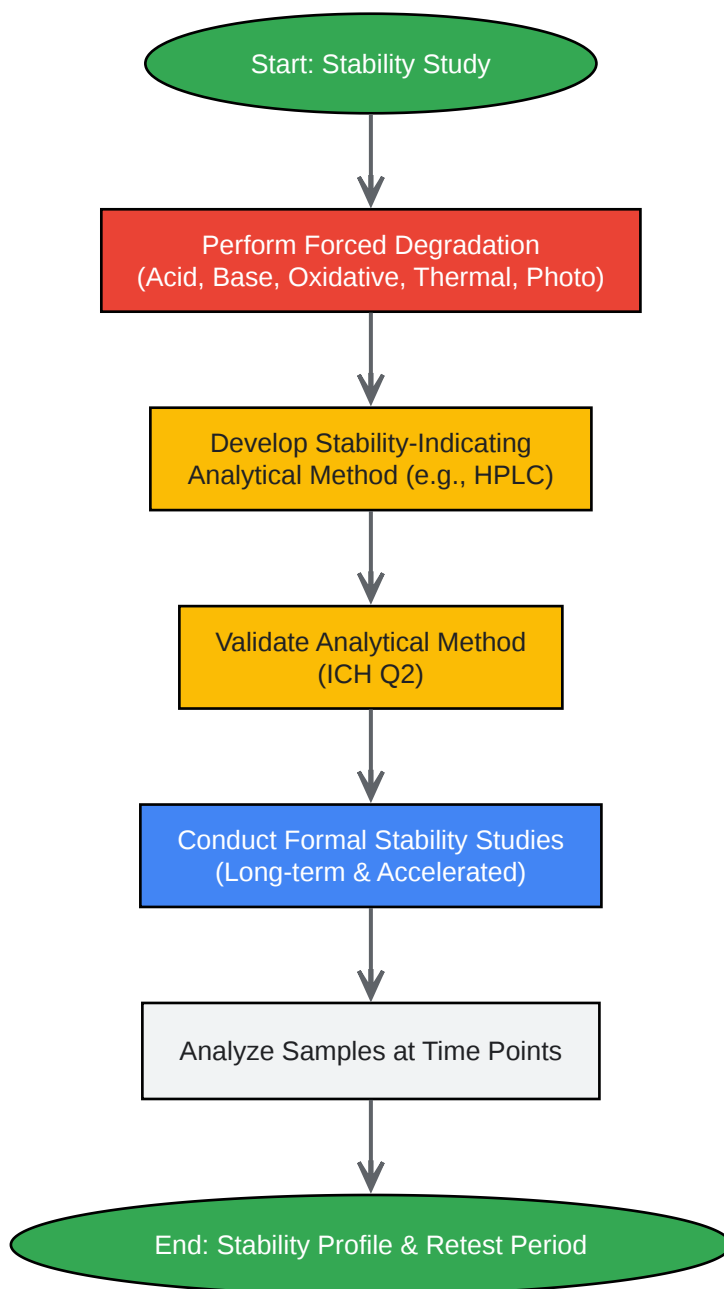 Start: Stability Study
Perform Forced Degradation
(Acid, Base, Oxidative, Thermal, Photo)
Develop Stability-Indicating
Analytical Method (e.g., HPLC)
Validate Analytical Method
(ICH Q2)
Conduct Formal Stability Studies
(Long-term & Accelerated)
Analyze Samples at Time Points
End: Stability Profile & Retest Period